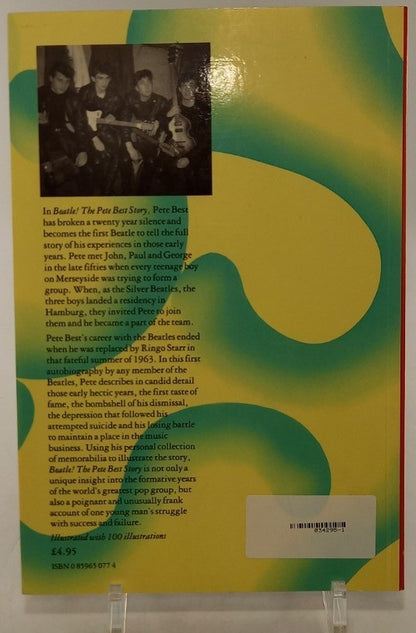 In Beatle! The Pete Best Story, Pete Best
has broken a twenty year silence and
becomes the first Beatle to tell the full
story of his experiences in those early
years. Pete met John, Paul and George
in the late fifties when every teenage boy
on Merseyside was trying to form a
group. When, as the Silver Beatles, the
three boys landed a residency in
Hamburg, they invited Pete to join
them and he became a part of the team.
Pete Best's career with the Beatles ended
when he was replaced by Ringo Starr in
that fateful summer of 1963. In this first
autobiography by any member of the
Beatles, Pete describes in candid detail
those early hectic years, the first taste of
fame, the bombshell of his dismissal,
the depression that followed his
attempted suicide and his losing battle
to maintain a place in the music
business. Using his personal collection
of memorabilia to illustrate the story,
Beatle! The Pete Best Story is not only a
unique insight into the formative years
of the world's greatest pop group, but
also a poignant and unusually frank
account of one young man's struggle
with success and failure.
Illustrated with 100 illustrations
£4.95
ISBN 0 85965 077 4
034298-1